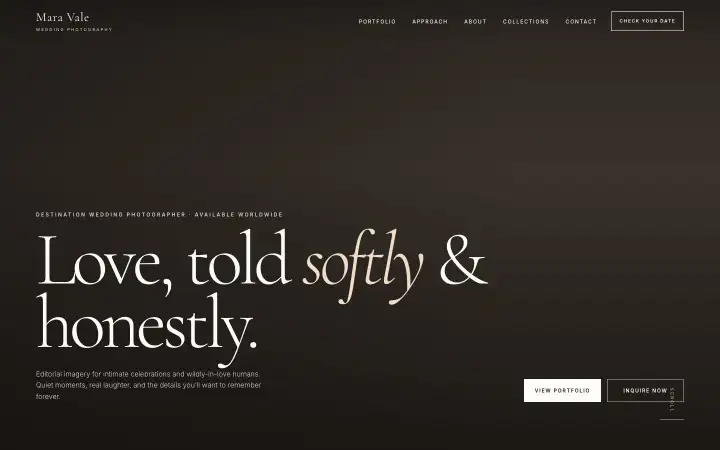 Mara Vale
WEDDING PHOTOGRAPHY
PORTFOLIO APPROACH ABOUT COLLECTIONS CONTACT CHECK YOUR DATE
DESTINATION WEDDING PHOTOGRAPHER · AVAILABLE WORLDWIDE
Love, told softly &
honestly.
Editorial imagery for intimate celebrations and wildly-in-love humans.
Quiet moments, real laughter, and the details you'll want to remember
forever.
VIEW PORTFOLIO INQUIRE NOW
SCROLL